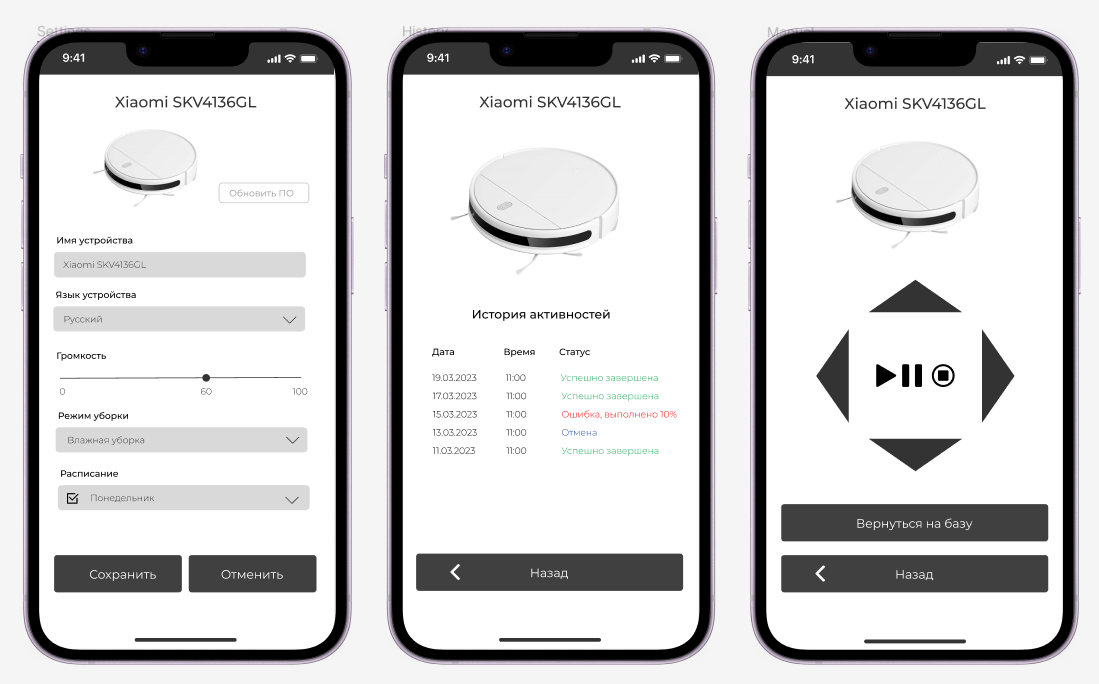 Settings
9:41
Xiaomi SKV4136GL
Обновить ПО
Имя устройства
Xiaomi SKV4136GL
Язык устройства
Русский
Громкость
0 60 100
Режим уборки
Влажная уборка
Расписание
Понедельник
Сохранить Отменить
History
9:41
Xiaomi SKV4136GL
История активностей
Дата Время Статус
19.03.2023 11:00 Успешно завершена
17.03.2023 11:00 Успешно завершена
15.03.2023 11:00 Ошибка, выполнено 10%
13.03.2023 11:00 Отмена
11.03.2023 11:00 Успешно завершена
Назад
Manual
9:41
Xiaomi SKV4136GL
Вернуться на базу
Назад